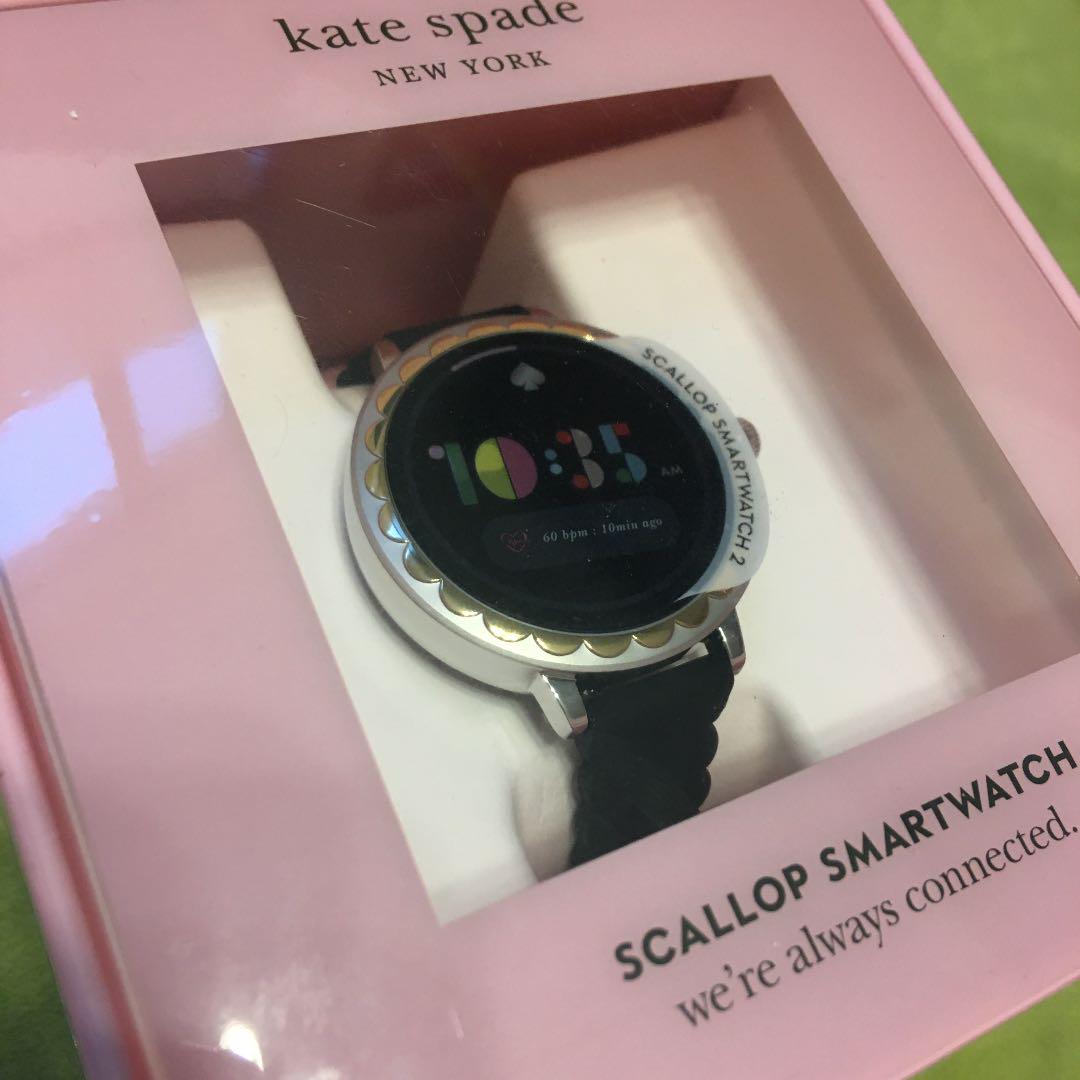 kate spade
NEW YORK
SCALLOP SMARTWATCH 2
10:35 AM
60 bpm : 10min ago
SCALLOP SMARTWATCH
we're always connected.